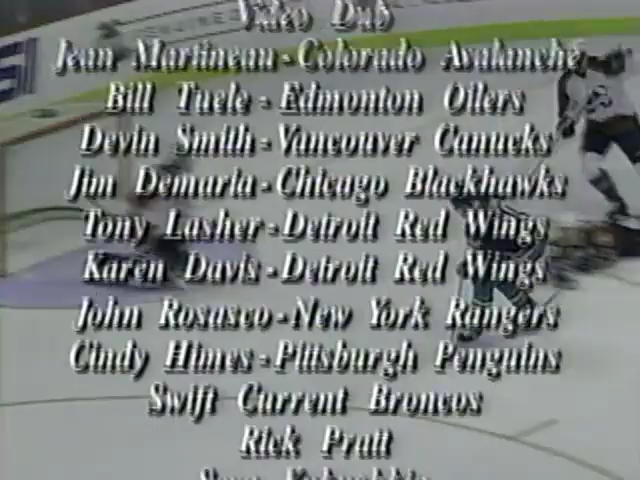 Video Dub
Jean Martineau - Colorado Avalanche
Bill Tuele - Edmonton Oilers
Devin Smith - Vancouver Canucks
Jim Demaria - Chicago Blackhawks
Tony Lasher - Detroit Red Wings
Karen Davis - Detroit Red Wings
John Rosasco - New York Rangers
Cindy Himes - Pittsburgh Penguins
Swift Current Broncos
Rick Pratt